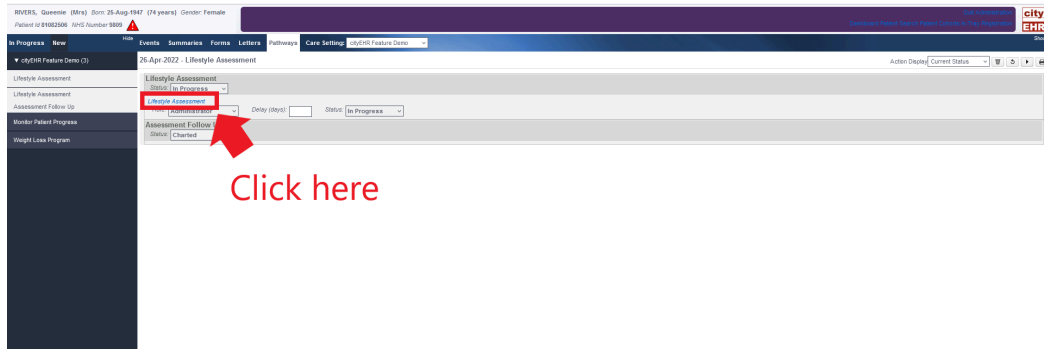 RIVERS, Queenie (Mrs) Born: 25-Aug-1947 (74 years) Gender: Female
Patient Id 81082506 NHS Number 9809
city
EHR
In Progress New Hide Events Summaries Forms Letters Pathways Care Setting: cityEHR Feature Demo
▼ cityEHR Feature Demo (3)
26-Apr-2022 - Lifestyle Assessment
Action Display Current Status
Lifestyle Assessment
Lifestyle Assessment
Assessment Follow Up
Monitor Patient Progress
Weight Loss Program
Lifestyle Assessment
Status: In Progress
Lifestyle Assessment
Administrator Delay (days): Status: In Progress
Assessment Follow
Status: Charted
Click here